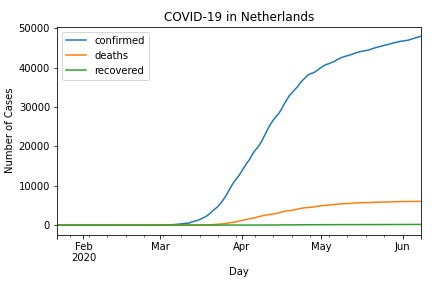 COVID-19 in Netherlands
50000
40000
30000
20000
10000
0
Number of Cases
confirmed
deaths
recovered
Feb
2020
Mar
Apr
May
Jun
Day